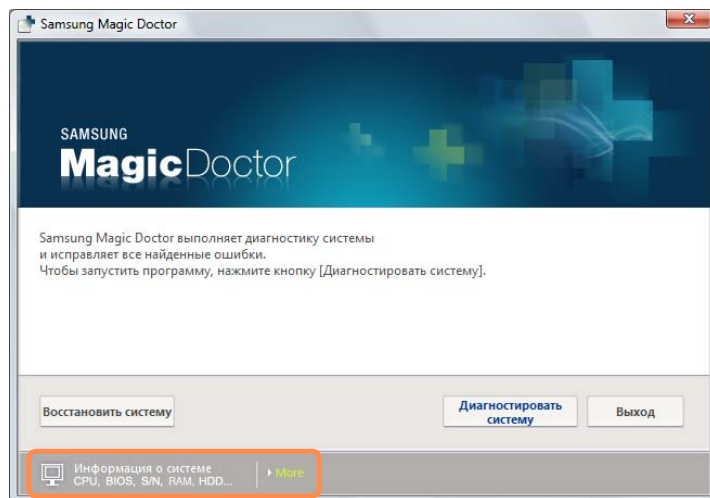 Samsung Magic Doctor
SAMSUNG
MagicDoctor
Samsung Magic Doctor выполняет диагностику системы
и исправляет все найденные ошибки.
Чтобы запустить программу, нажмите кнопку [Диагностировать систему].
Восстановить систему
Диагностировать
систему
Выход
Информация о системе
CPU, BIOS, S/N, RAM. HDD...
More